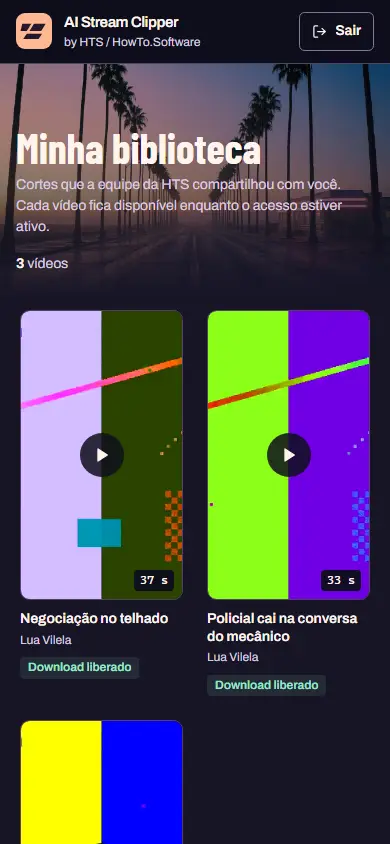 AI Stream Clipper
by HTS / HowTo.Software
Sair
Minha biblioteca
Cortes que a equipe da HTS compartilhou com você.
Cada vídeo fica disponível enquanto o acesso estiver
ativo.
3 vídeos
37 s
33 s
Negociação no telhado
Lua Vilela
Download liberado
Policial cai na conversa
do mecânico
Lua Vilela
Download liberado